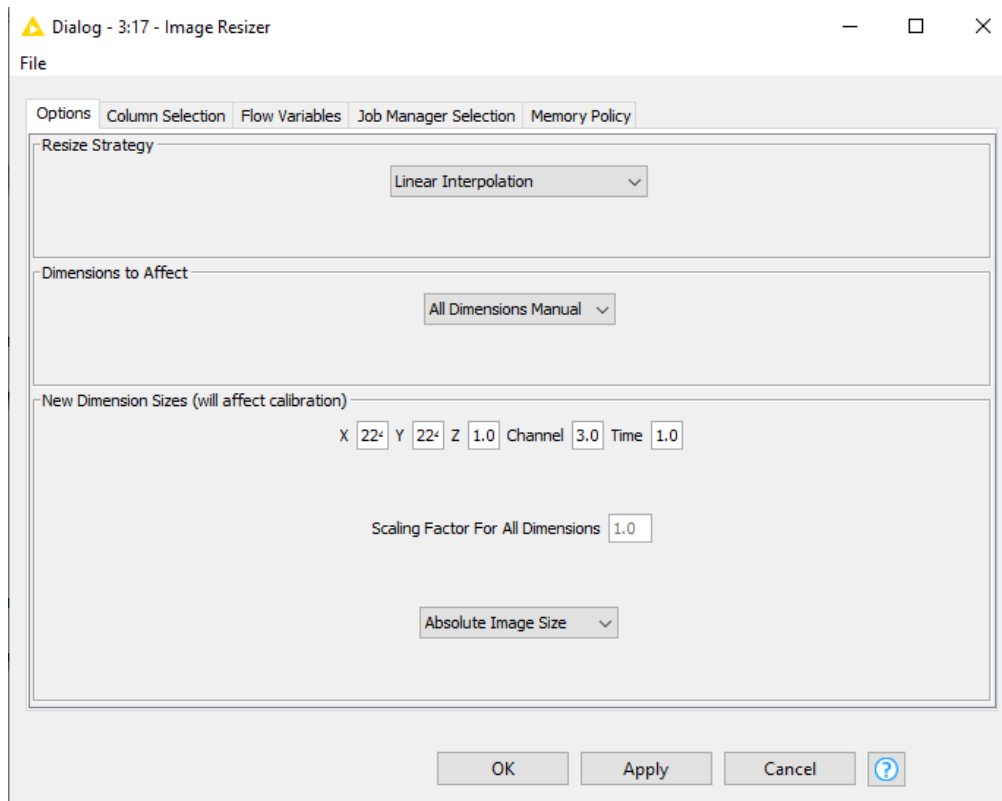 Dialog - 3:17 - Image Resizer
File
Options Column Selection Flow Variables Job Manager Selection Memory Policy
Resize Strategy
Linear Interpolation
Dimensions to Affect
All Dimensions Manual
New Dimension Sizes (will affect calibration)
X 224 Y 224 Z 1.0 Channel 3.0 Time 1.0
Scaling Factor For All Dimensions 1.0
Absolute Image Size
OK Apply Cancel ?